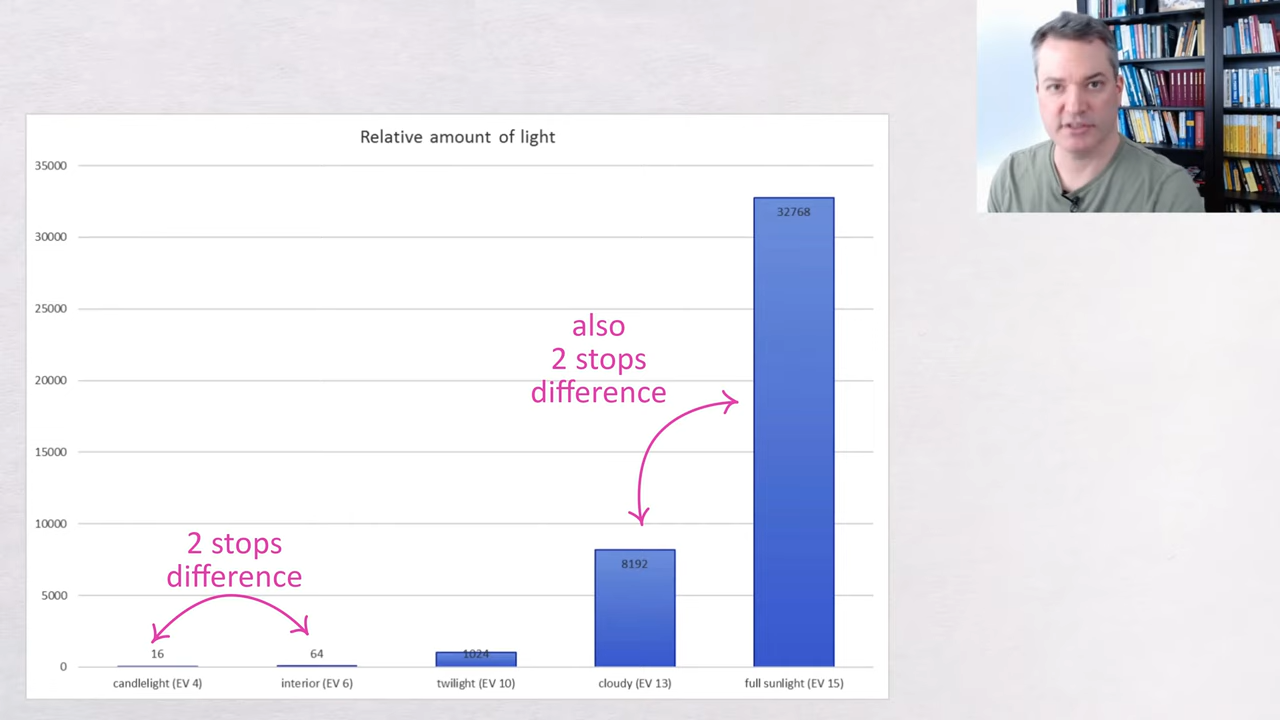 Relative amount of light
35000
30000
25000
20000
15000
10000
5000
0
32768
also
2 stops
difference
8192
2 stops
difference
16
64
1024
candlelight (EV 4)
interior (EV 6)
twilight (EV 10)
cloudy (EV 13)
full sunlight (EV 15)